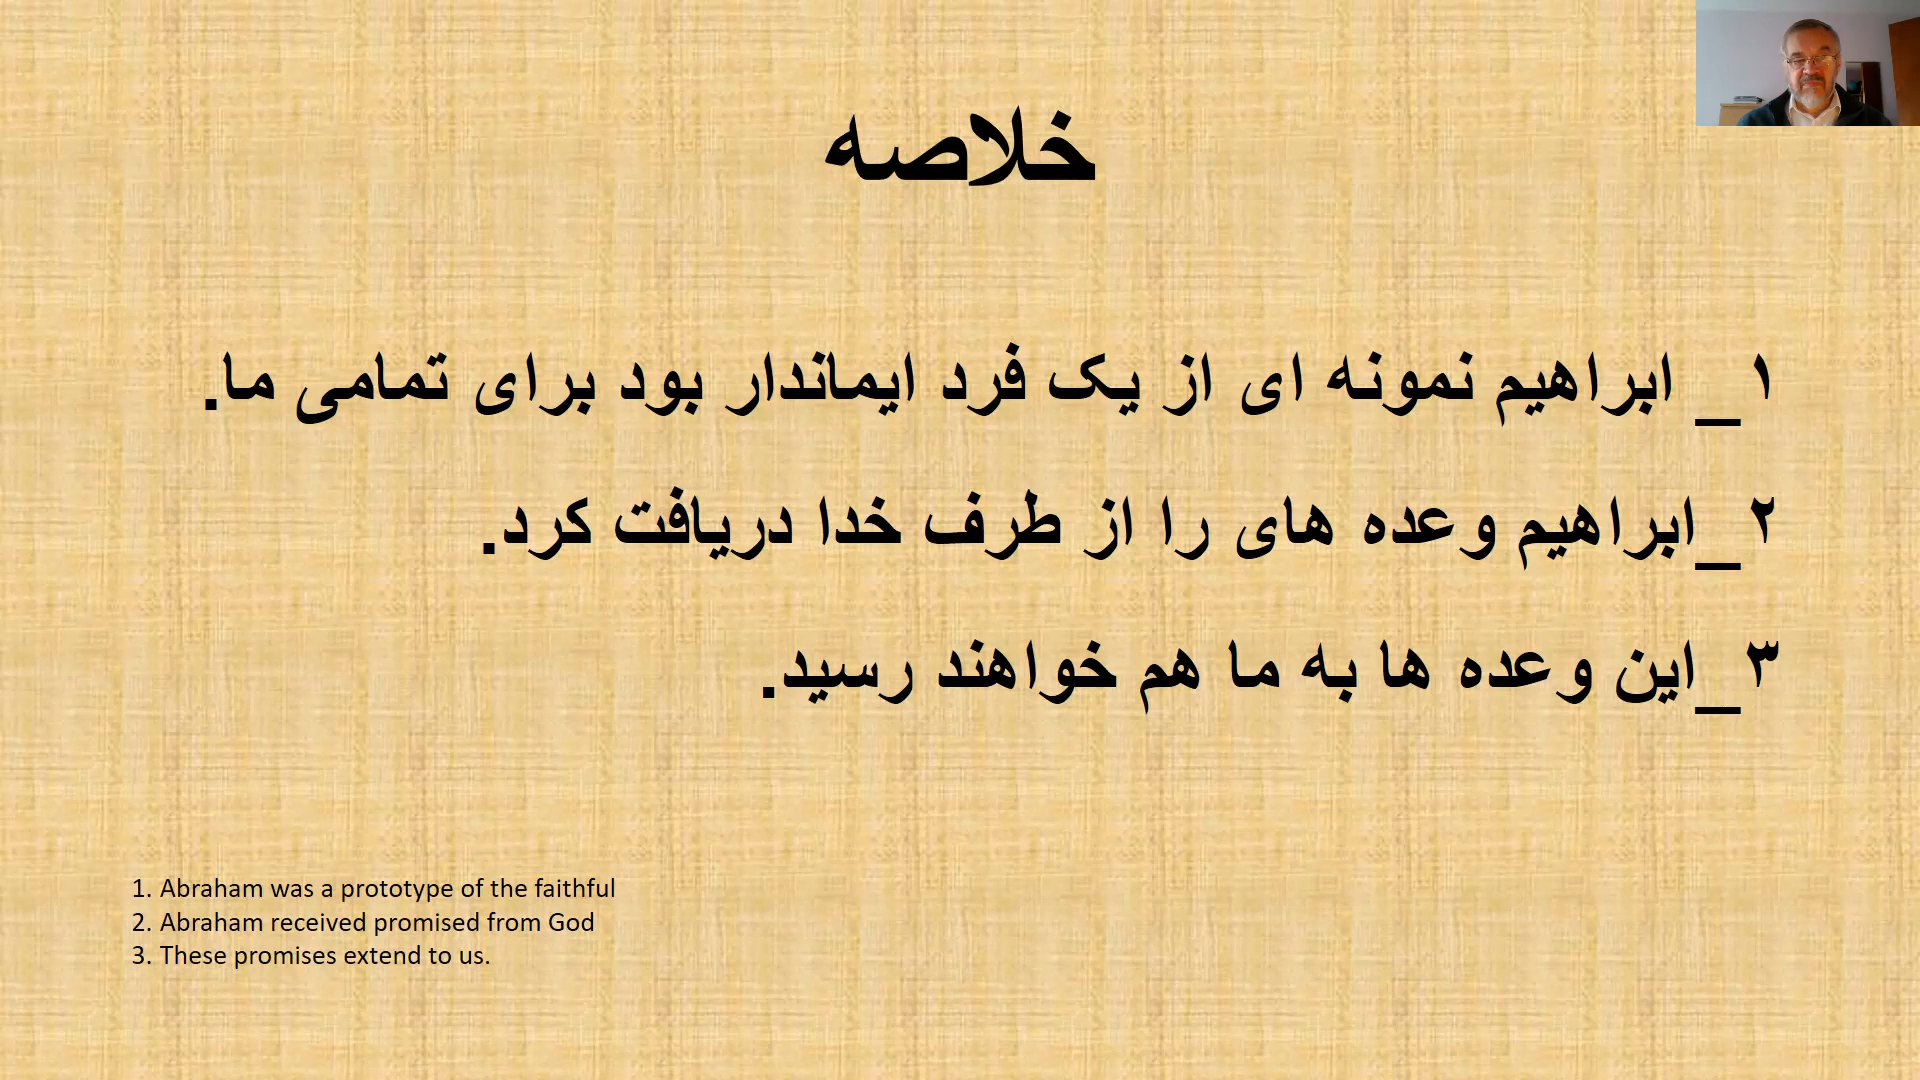 خلاصه
۱_ ابراهیم نمونه ای از یک فرد ایماندار بود برای تمامی ما.
۲_ابراهیم وعده های را از طرف خدا دریافت کرد.
۳_این وعده ها به ما هم خواهند رسید.
1. Abraham was a prototype of the faithful
2. Abraham received promised from God
3. These promises extend to us.